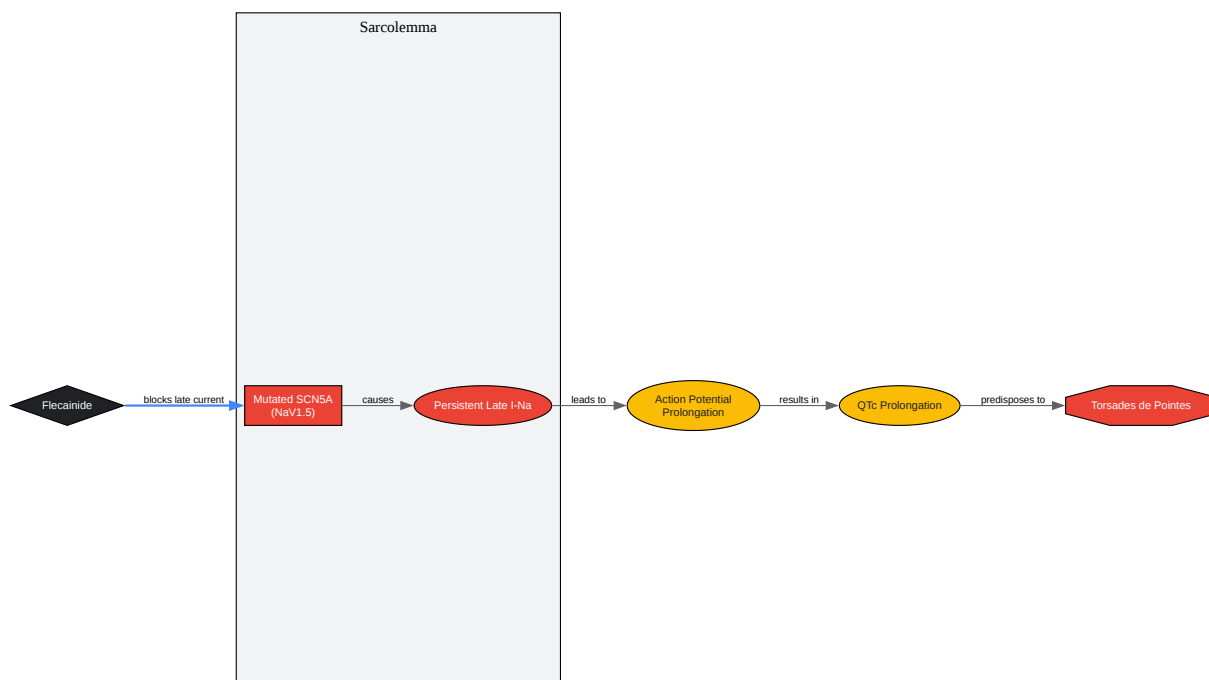 Sarcolemma
Flecainide
blocks late current
Mutated SCN5A
(NaV1.5)
causes
Persistent Late I-Na
leads to
Action Potential
Prolongation
results in
QTc Prolongation
predisposes to
Torsades de Pointes